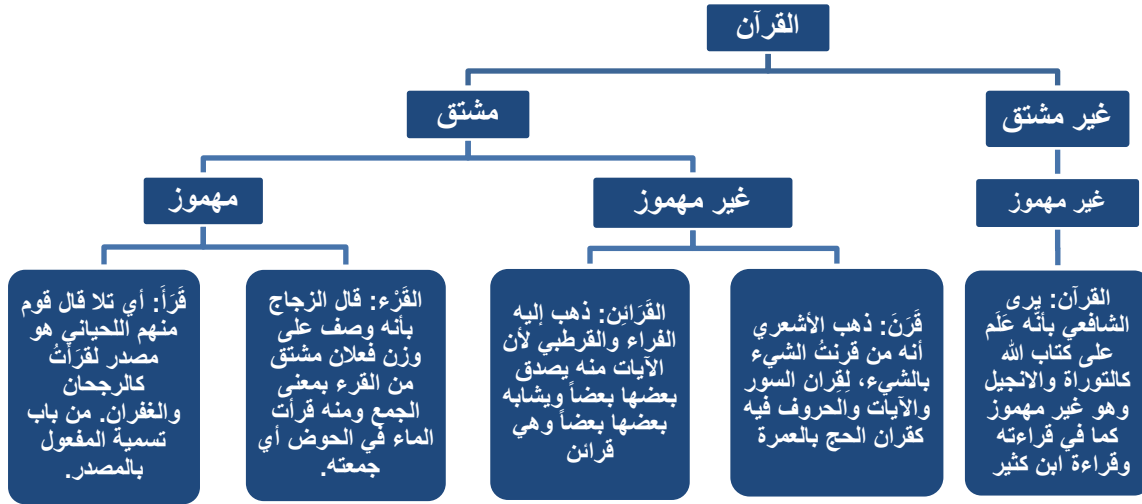 القرآن
غير مشتق
مشتق
غير مهموز
غير مهموز
مهموز
القرآن: يرى
الشافعي بأنّه عَلَم
على كتاب الله
كالتوراة والانجيل
وهو غير مهموز
كما في قراءته
وقراءة ابن كثير
قَرَنَ: ذهب الأشعري
أنه من قرنتُ الشيء
بالشيء، لقِران السور
والآيات والحروف فيه
كقران الحج بالعمرة
القَرَائِن: ذهب إليه
الفراء والقرطبي لأن
الآيات منه يصدق
بعضها بعضاً ويشابه
بعضها بعضاً وهي
قرائن
القَرْء: قال الزجاج
بأنه وصف على
وزن فعلان مشتق
من القرء بمعنى
الجمع ومنه قرأت
الماء في الحوض أي
جمعته.
قَرَأَ: أي تلا قال قوم
منهم اللحياني هو
مصدر لقرَأتُ
كالرجحان
والغفران. من باب
تسمية المفعول
بالمصدر.